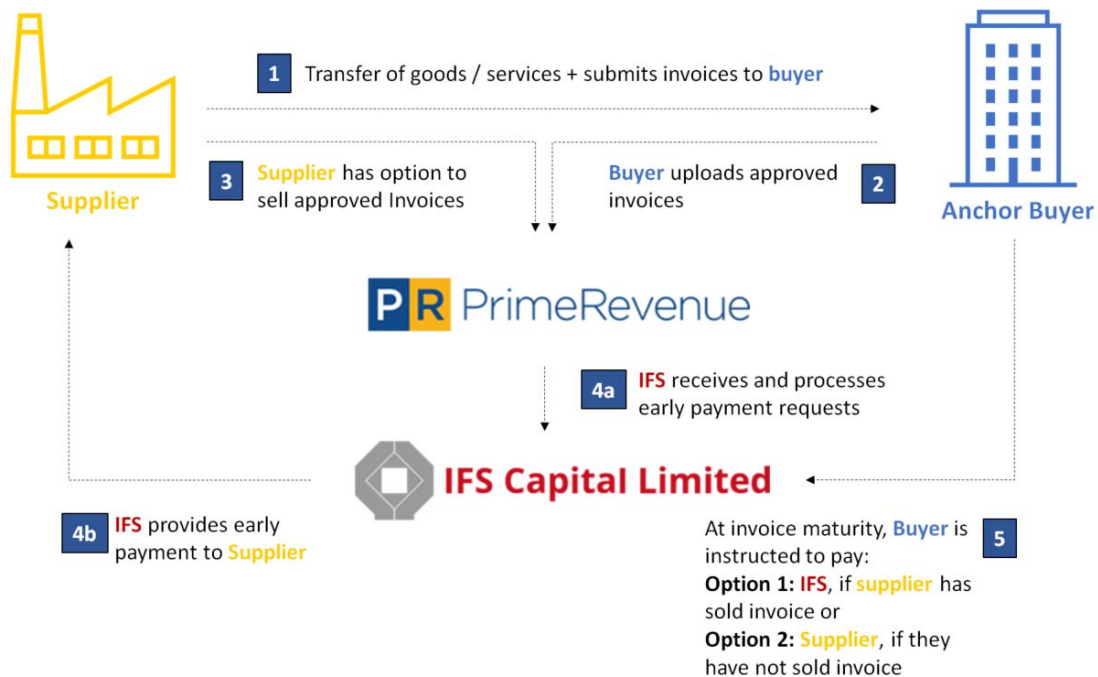 1
Transfer of goods / services + submits invoices to buyer
3
Supplier has option to
sell approved Invoices
Buyer uploads approved
invoices
2
Supplier
Anchor Buyer
PR PrimeRevenue
4a
IFS receives and processes
early payment requests
IFS Capital Limited
4b
IFS provides early
payment to Supplier
At invoice maturity, Buyer is
instructed to pay:
Option 1: IFS, if supplier has
sold invoice or
Option 2: Supplier, if they
have not sold invoice
5